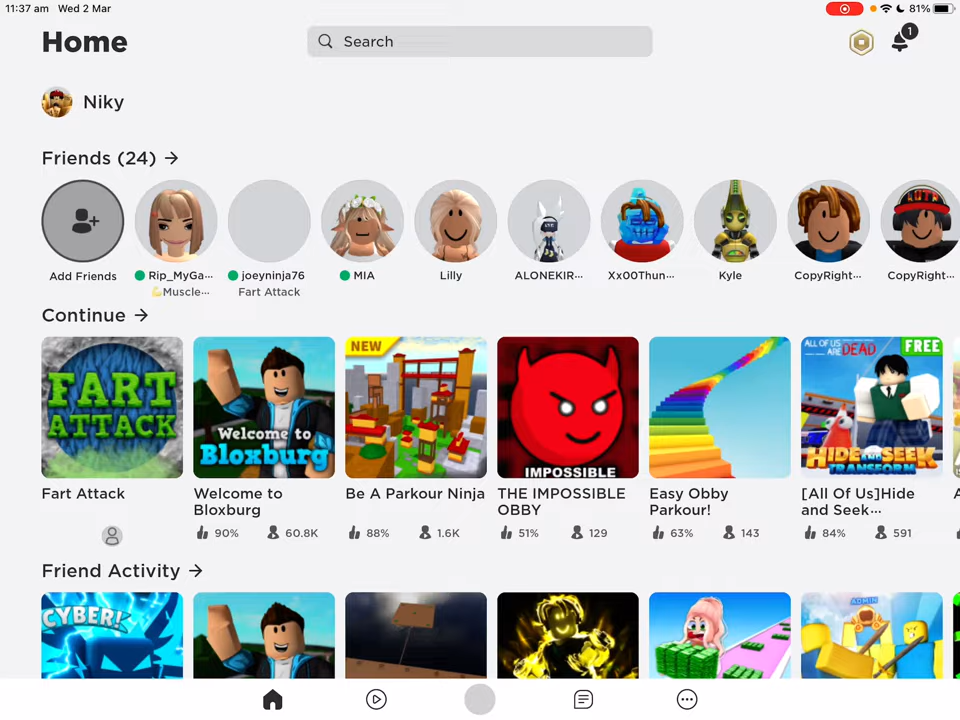 11:37 am Wed 2 Mar 81%
Home
Search
1
Niky
Friends (24)
Add Friends
Rip_MyGa...
💪Muscle...
joeyninja76
Fart Attack
MIA
Lilly
ALONEKIR...
Xx00Thun...
Kyle
CopyRight...
CopyRight...
Continue
FART
ATTACK
Fart Attack
Welcome to
Bloxburg
Welcome to
Bloxburg
90% 60.8K
NEW
Be A Parkour Ninja
88% 1.6K
IMPOSSIBLE
THE IMPOSSIBLE
OBBY
51% 129
Easy Obby
Parkour!
63% 143
ALL OF US
ARE DEAD
FREE
HIDE AND SEEK
TRANSFORM
[All Of Us]Hide
and Seek...
84% 591
Friend Activity
CYBER!
ADMIN